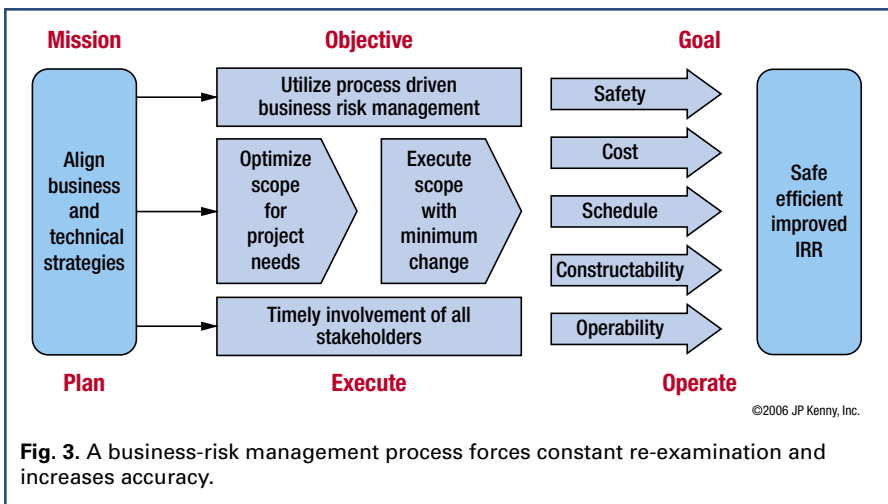 Mission
Objective
Goal
Align
business
and
technical
strategies
Utilize process driven
business risk management
Optimize
scope
for
project
needs
Execute
scope
with
minimum
change
Timely involvement of all
stakeholders
Safety
Cost
Schedule
Constructability
Operability
Safe
efficient
improved
IRR
Plan
Execute
Operate
©2006 JP Kenny, Inc.
Fig. 3. A business-risk management process forces constant re-examination and
increases accuracy.